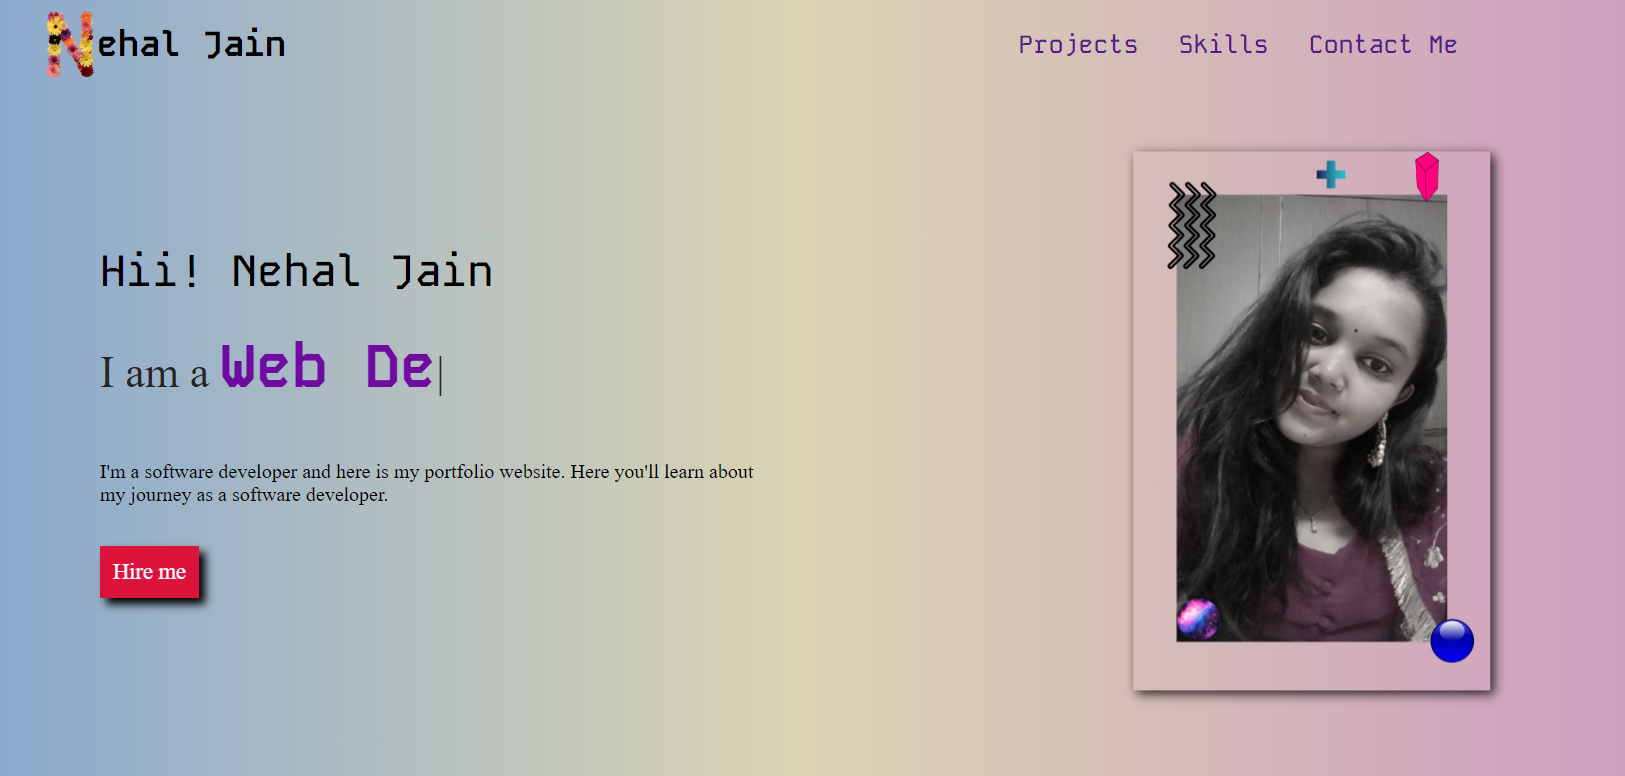 Nehal Jain
Projects Skills Contact Me
Hii! Nehal Jain
I am a Web De|
I'm a software developer and here is my portfolio website. Here you'll learn about
my journey as a software developer.
Hire me